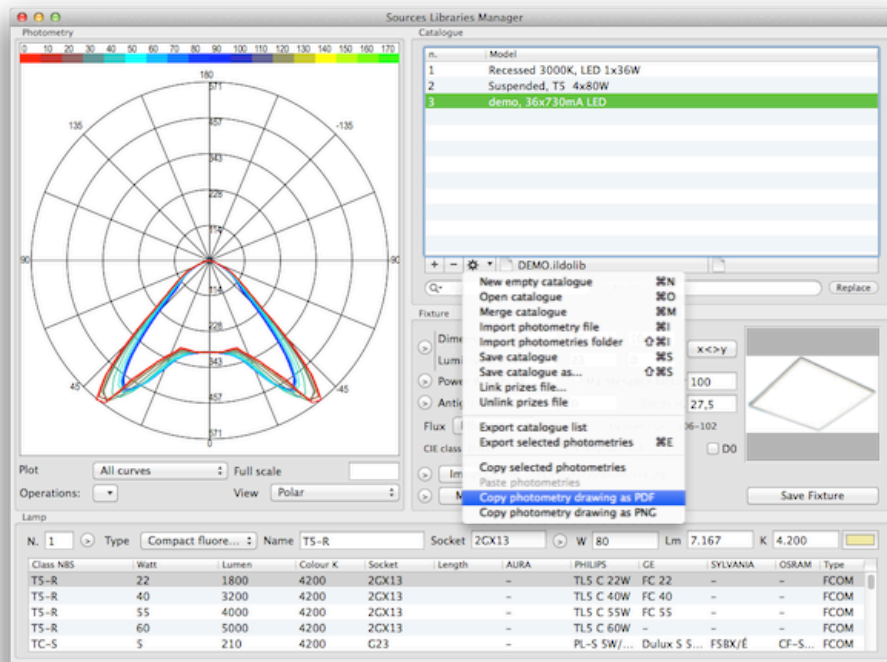 Sources Libraries Manager
Photometry
0 10 20 30 40 50 60 70 80 90 100 110 120 130 140 150 160 170
180
571
135 -135
457
343
228
114
90 90
114
228
343
45 -45
457
571
0
Plot All curves Full scale
Operations: View Polar
Catalogue
n. Model
1 Recessed 3000K, LED 1x36W
2 Suspended, T5 4x80W
3 demo, 36x730mA LED
+ - DEMO.ildolib
Replace
New empty catalogue ⌘N
Open catalogue ⌘O
Merge catalogue ⌘M
Import photometry file ⌘I
Import photometries folder ⇧⌘I
Save catalogue ⌘S
Save catalogue as... ⇧⌘S
Link prizes file...
Unlink prizes file
Export catalogue list
Export selected photometries ⌘E
Copy selected photometries
Paste photometries
Copy photometry drawing as PDF
Copy photometry drawing as PNG
Fixture
x<>y
100
27,5
Flux
CIE class D0
Save Fixture
Lamp
N. 1 Type Compact fluore... Name T5-R Socket 2GX13 W 80 Lm 7.167 K 4.200
Class NBS Watt Lumen Colour K Socket Length AURA PHILIPS GE SYLVANIA OSRAM Type
T5-R 22 1800 4200 2GX13 - TL5 C 22W FC 22 - - FCOM
T5-R 40 3200 4200 2GX13 - TL5 C 40W FC 40 - - FCOM
T5-R 55 4000 4200 2GX13 - TL5 C 55W FC 55 - - FCOM
T5-R 60 5000 4200 2GX13 - TL5 C 60W - - - FCOM
TC-S 5 210 4200 G23 - PL-S 5W/... Dulux S 5... F5BX/É CF-S... FCOM